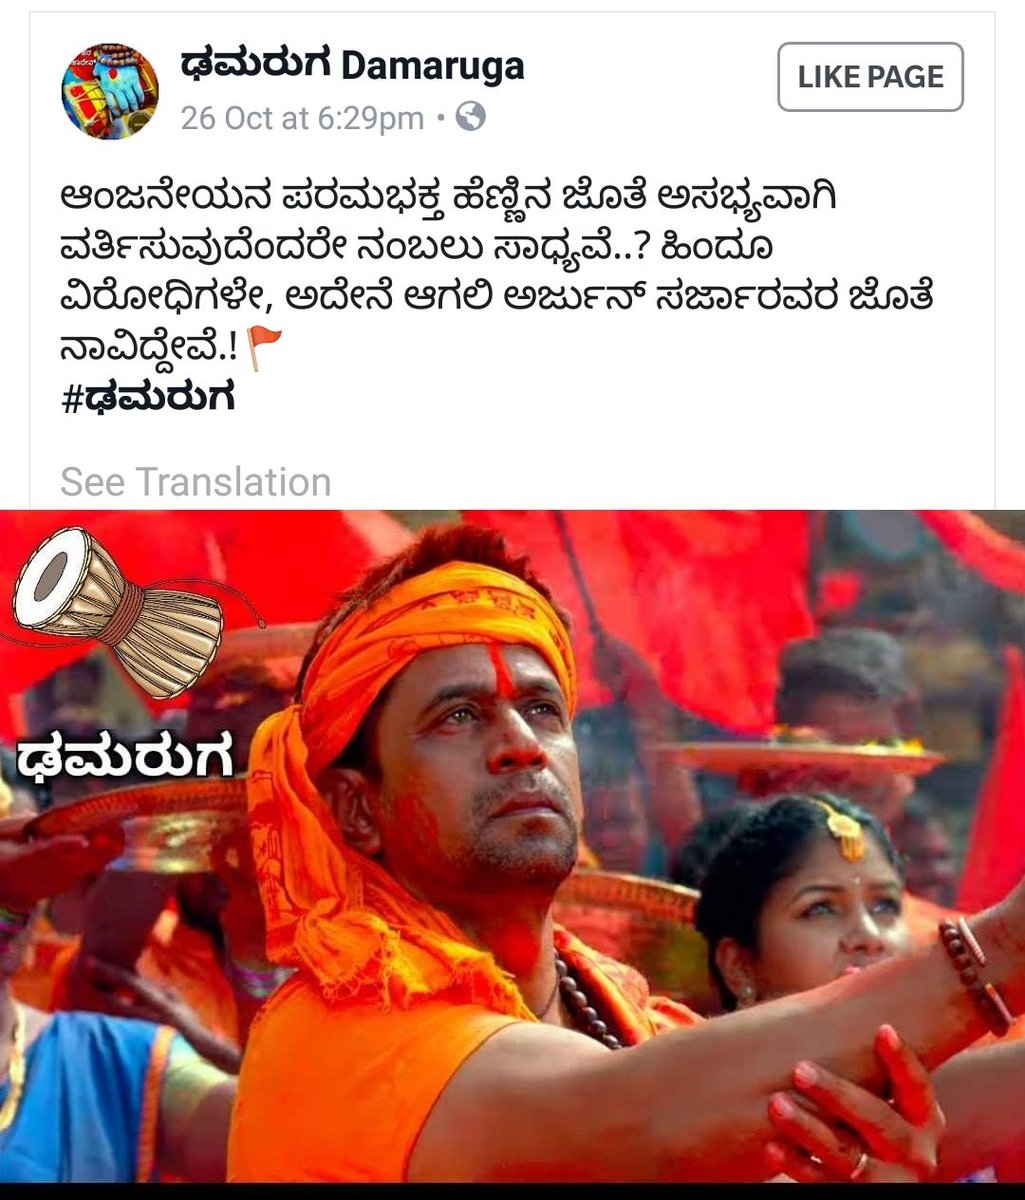 ಢಮರುಗ Damaruga
LIKE PAGE
26 Oct at 6:29pm •
ಆಂಜನೇಯನ ಪರಮಭಕ್ತ ಹೆಣ್ಣಿನ ಜೊತೆ ಅಸಭ್ಯವಾಗಿ
ವರ್ತಿಸುವುದೆಂದರೇ ನಂಬಲು ಸಾಧ್ಯವೆ..? ಹಿಂದೂ
ವಿರೋಧಿಗಳೇ, ಅದೇನೆ ಆಗಲಿ ಅರ್ಜುನ್ ಸರ್ಜಾರವರ ಜೊತೆ
ನಾವಿದ್ದೇವೆ.! 🚩
#ಢಮರುಗ
See Translation
ಢಮರುಗ